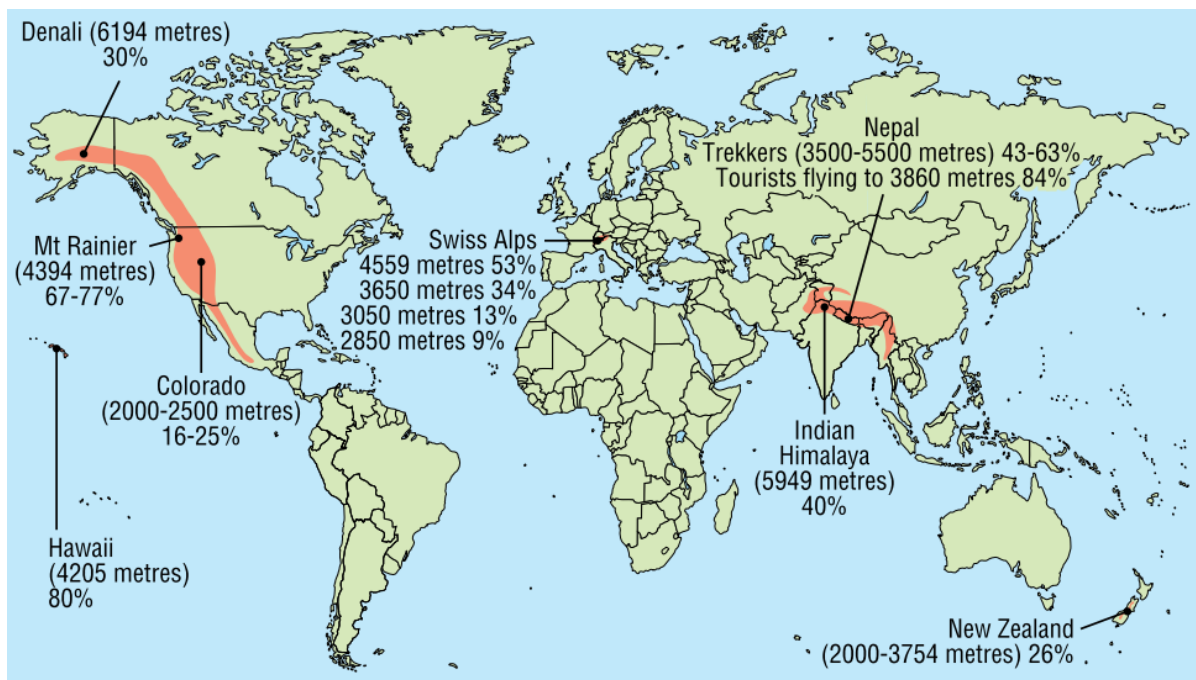 Denali (6194 metres)
30%
Nepal
Trekkers (3500-5500 metres) 43-63%
Tourists flying to 3860 metres 84%
Mt Rainier
(4394 metres)
67-77%
Swiss Alps
4559 metres 53%
3650 metres 34%
3050 metres 13%
2850 metres 9%
Colorado
(2000-2500 metres)
16-25%
Indian
Himalaya
(5949 metres)
40%
Hawaii
(4205 metres)
80%
New Zealand
(2000-3754 metres) 26%